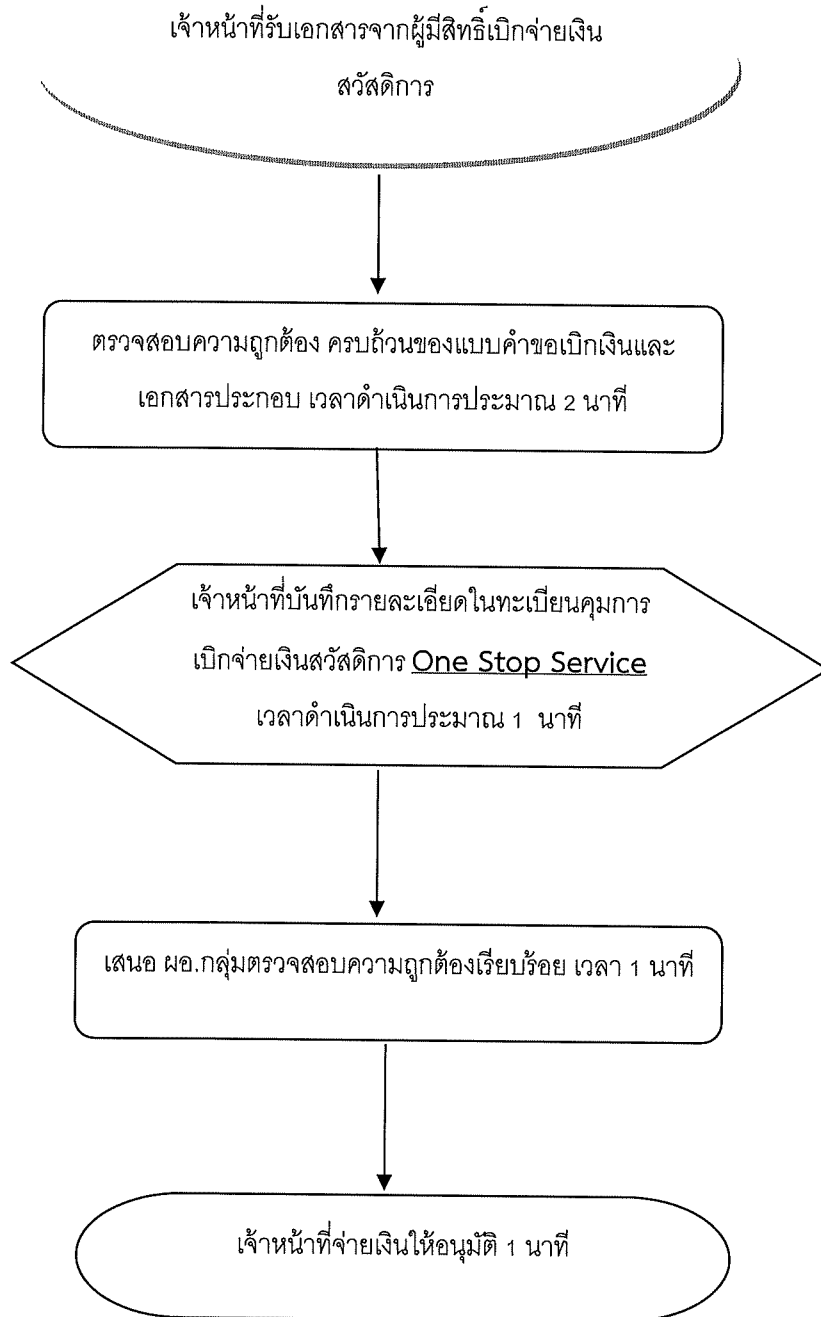 เจ้าหน้าที่รับเอกสารจากผู้มีสิทธิ์เบิกจ่ายเงิน
สวัสดิการ
ตรวจสอบความถูกต้อง ครบถ้วนของแบบคำขอเบิกเงินและ
เอกสารประกอบ เวลาดำเนินการประมาณ 2 นาที
เจ้าหน้าที่บันทึกรายละเอียดในทะเบียนคุมการ
เบิกจ่ายเงินสวัสดิการ One Stop Service
เวลาดำเนินการประมาณ 1 นาที
เสนอ ผอ.กลุ่มตรวจสอบความถูกต้องเรียบร้อย เวลา 1 นาที
เจ้าหน้าที่จ่ายเงินให้อนุมัติ 1 นาที